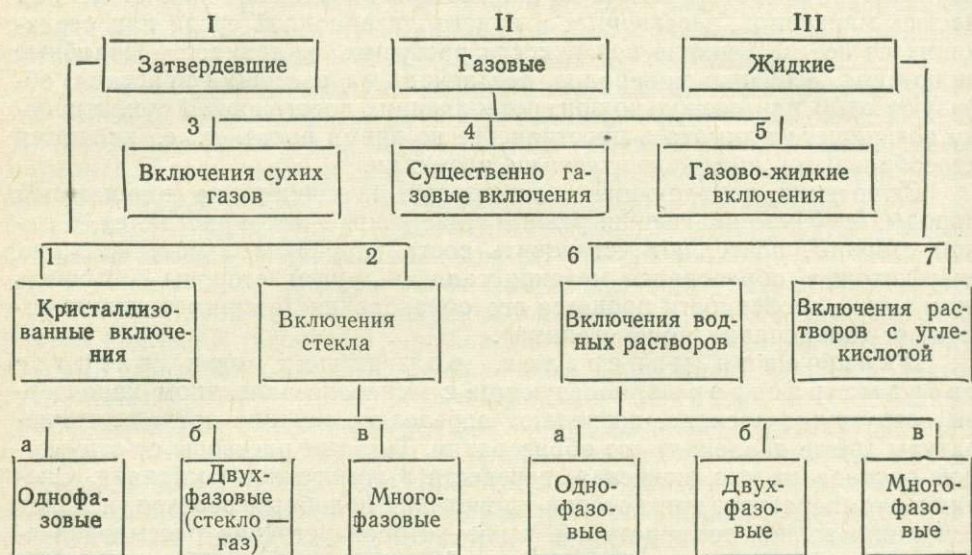 I II III
Затвердевшие Газовые Жидкие
3 4 5
Включения сухих газов
Существенно га-
зовые включения
Газово-жидкие
включения
1 2 6 7
Кристаллизо-
ванные включе-
ния
Включения
стекла
Включения вод-
ных растворов
Включения рас-
творов с угле-
кислотой
а б в а б в
Однофа-
зовые
Двух-
фазовые
(стекло —
газ)
Много-
фазовые
Одно-
фазо-
вые
Двух-
фазо-
вые
Много-
фазо-
вые